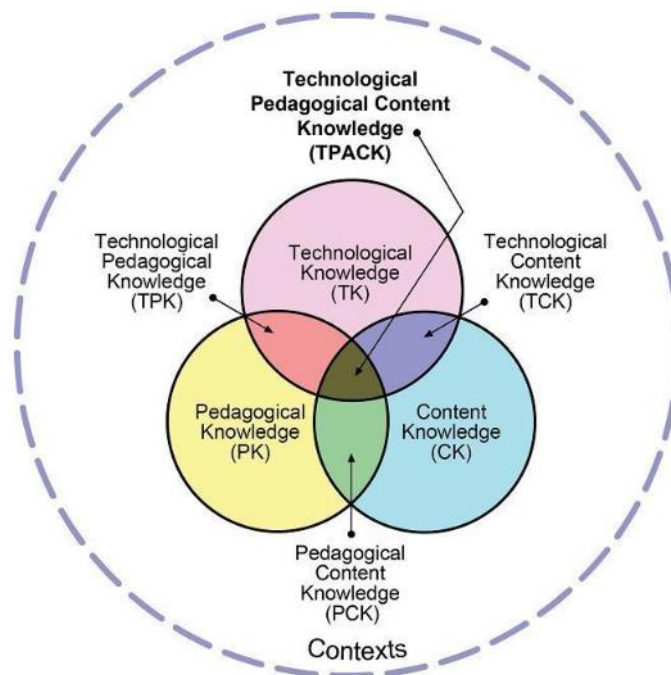 Technological
Pedagogical Content
Knowledge
(TPACK)
Technological
Pedagogical
Knowledge
(TPK)
Technological
Knowledge
(TK)
Technological
Content
Knowledge
(TCK)
Pedagogical
Knowledge
(PK)
Content
Knowledge
(CK)
Pedagogical
Content
Knowledge
(PCK)
Contexts